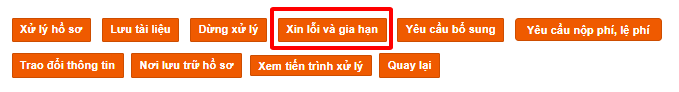 Xử lý hồ sơ Lưu tài liệu Dừng xử lý Xin lỗi và gia hạn Yêu cầu bổ sung Yêu cầu nộp phí, lệ phí
Trao đổi thông tin Nơi lưu trữ hồ sơ Xem tiến trình xử lý Quay lại